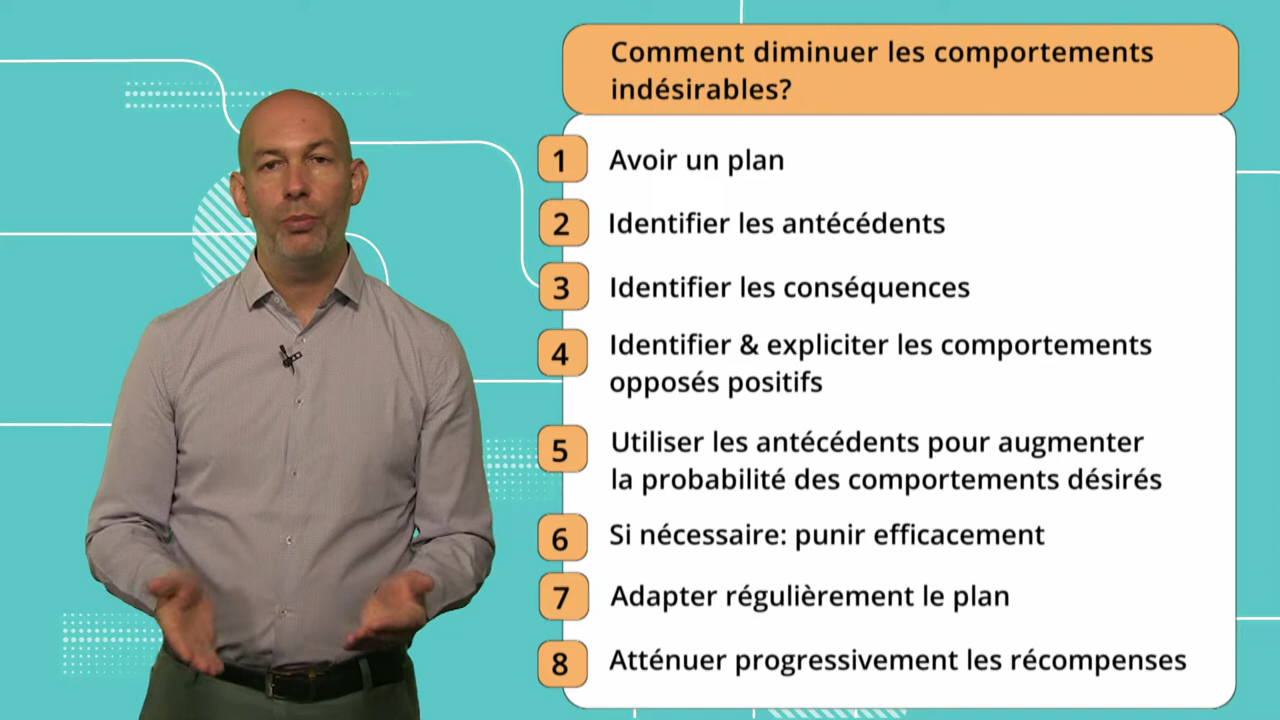 Comment diminuer les comportements
indésirables?
1 Avoir un plan
2 Identifier les antécédents
3 Identifier les conséquences
4 Identifier & expliciter les comportements
opposés positifs
5 Utiliser les antécédents pour augmenter
la probabilité des comportements désirés
6 Si nécessaire: punir efficacement
7 Adapter régulièrement le plan
8 Atténuer progressivement les récompenses